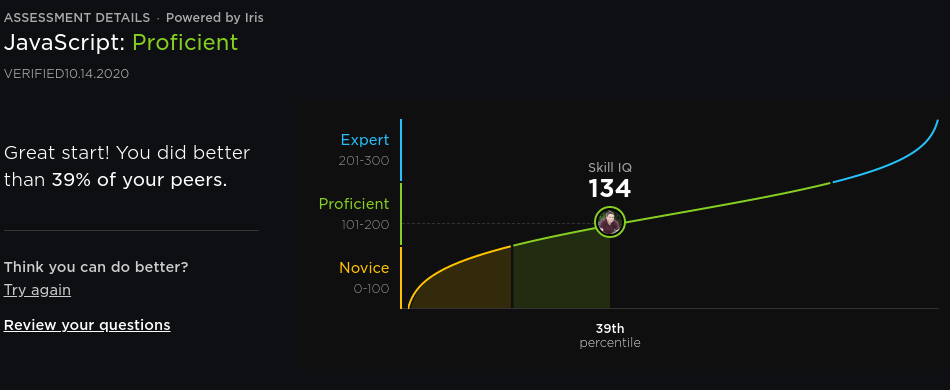 ASSESSMENT DETAILS · Powered by Iris
JavaScript: Proficient
VERIFIED10.14.2020
Great start! You did better
than 39% of your peers.
Think you can do better?
Try again
Review your questions
Expert
201-300
Proficient
101-200
Novice
0-100
Skill IQ
134
39th
percentile